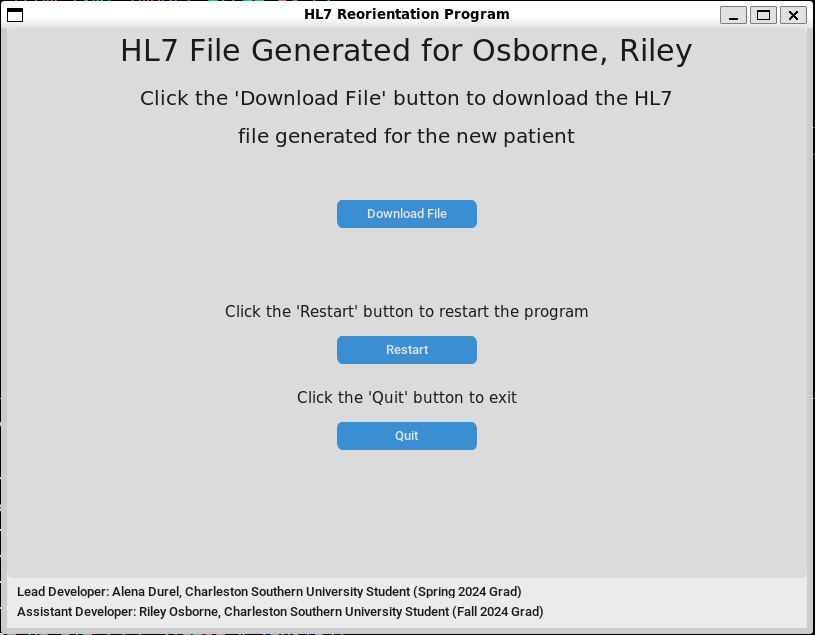 HL7 Reorientation Program
HL7 File Generated for Osborne, Riley
Click the 'Download File' button to download the HL7
file generated for the new patient
Download File
Click the 'Restart' button to restart the program
Restart
Click the 'Quit' button to exit
Quit
Lead Developer: Alena Durel, Charleston Southern University Student (Spring 2024 Grad)
Assistant Developer: Riley Osborne, Charleston Southern University Student (Fall 2024 Grad)